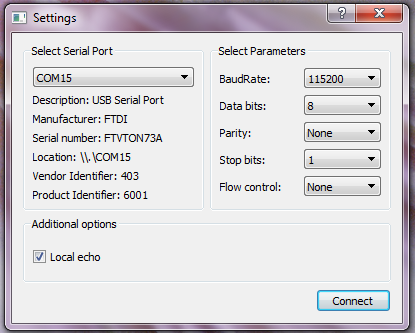 Settings
Select Serial Port
COM15
Description: USB Serial Port
Manufacturer: FTDI
Serial number: FTVTON73A
Location: \\.\COM15
Vendor Identifier: 403
Product Identifier: 6001
Select Parameters
BaudRate: 115200
Data bits: 8
Parity: None
Stop bits: 1
Flow control: None
Additional options
Local echo
Connect